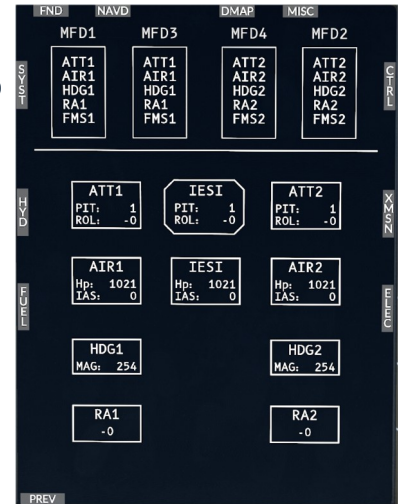 FND NAVD DMAP MISC
MFD1 MFD3 MFD4 MFD2
SYST
CTRL
ATT1 ATT1 ATT2 ATT2
AIR1 AIR1 AIR2 AIR2
HDG1 HDG1 HDG2 HDG2
RA1 RA1 RA2 RA2
FMS1 FMS1 FMS2 FMS2
HYD
XMSN
ATT1 IESI ATT2
PIT: 1 PIT: 1 PIT: 1
ROL: -0 ROL: -0 ROL: -0
AIR1 IESI AIR2
Hp: 1021 Hp: 1021 Hp: 1021
IAS: 0 IAS: 0 IAS: 0
FUEL
ELEC
HDG1 HDG2
MAG: 254 MAG: 254
RA1 RA2
-0 -0
PREV